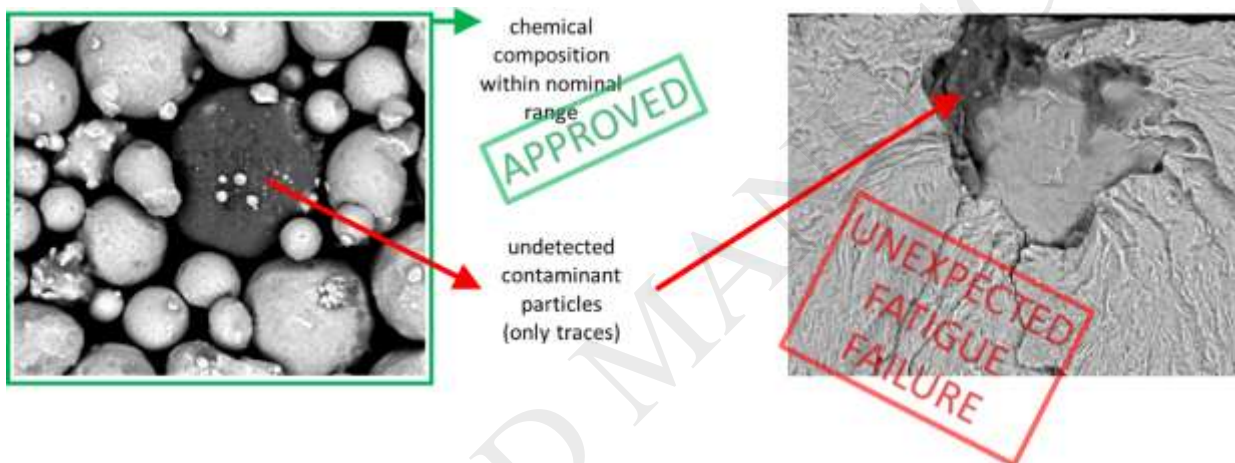 chemical
composition
within nominal
range
APPROVED
undetected
contaminant
particles
(only traces)
UNEXPECTED
FATIGUE
FAILURE